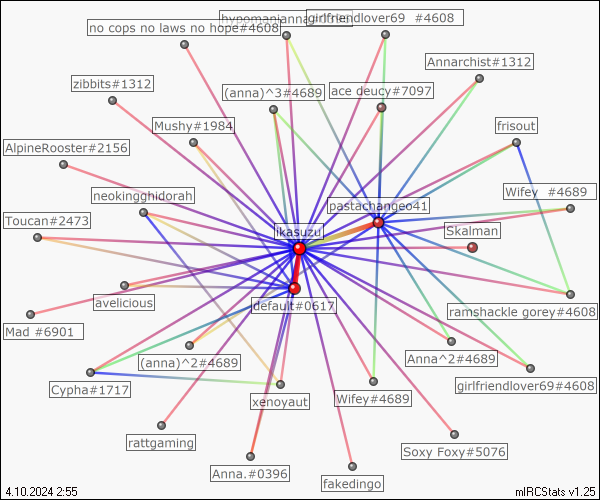 no cops no laws no hope#4608
girlfriendlover69  #4608
Annarchist#1312
zibbits#1312
(anna)^3#4689
ace deucy#7097
Mushy#1984
frisout
AlpineRooster#2156
neokingghidorah
pastachangeo41
Wifey  #4689
Toucan#2473
ikasuzu
Skalman
avelicious
default#0617
ramshackle gorey#4608
Mad #6901
(anna)^2#4689
Anna^2#4689
Cypha#1717
xenoyaut
Wifey#4689
girlfriendlover69#4608
rattgaming
Anna.#0396
Soxy Foxy#5076
fakedingo
4.10.2024 2:55
mIRCStats v1.25